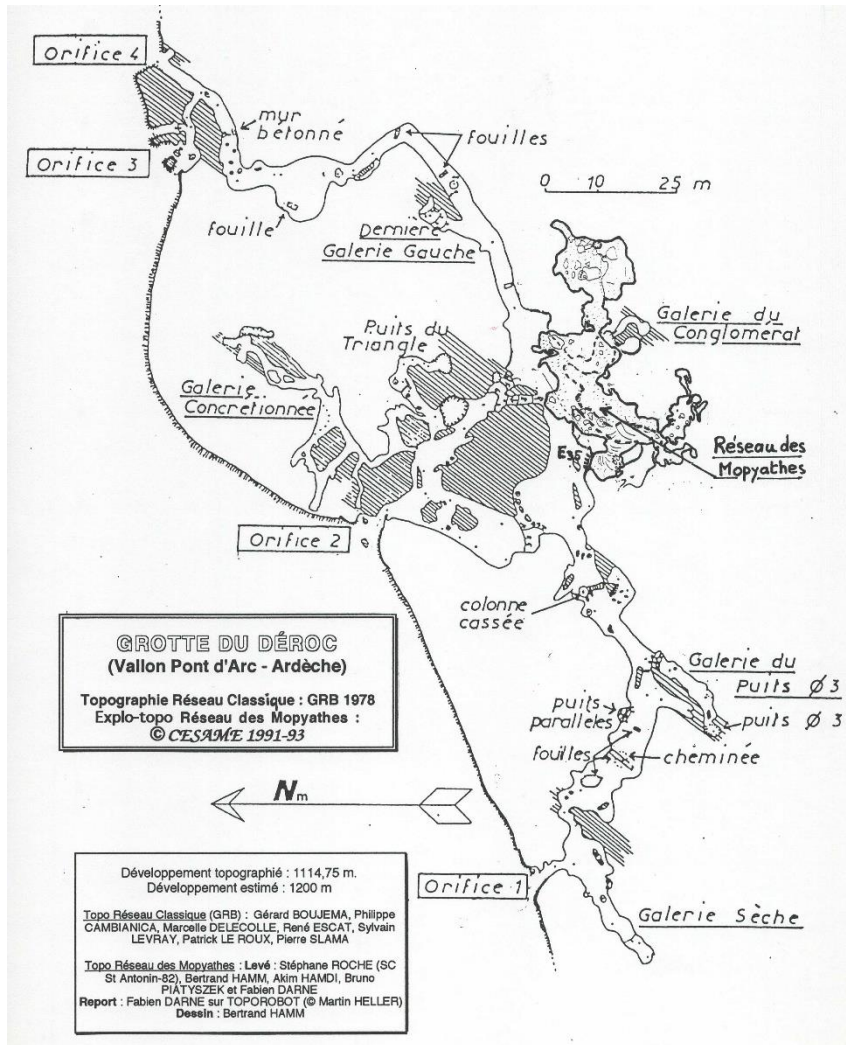 Orifice 4
mur
bétonné
fouilles
Orifice 3
0 10 25 m
fouille
Dernière
Galerie Gauche
Galerie du
Conglomérat
Puits du
Triangle
Galerie
Concrétionnée
Réseau des
Mopyathes
E35
Orifice 2
colonne
cassée
GROTTE DU DÉROC
(Vallon Pont d'Arc - Ardèche)
Topographie Réseau Classique : GRB 1978
Explo-topo Réseau des Mopyathes :
© CESAME 1991-93
Galerie du
Puits Ø 3
puits
parallèles
puits Ø 3
fouilles
cheminée
Nm
Orifice 1
Galerie Sèche
Développement topographié : 1114,75 m.
Développement estimé : 1200 m
Topo Réseau Classique (GRB) : Gérard BOUJEMA, Philippe
CAMBIANICA, Marcelle DELECOLLE, René ESCAT, Sylvain
LEVRAY, Patrick LE ROUX, Pierre SLAMA
Topo Réseau des Mopyathes : Levé : Stéphane ROCHE (SC
St Antonin-82), Bertrand HAMM, Akim HAMDI, Bruno
PIATYSZEK et Fabien DARNE
Report : Fabien DARNE sur TOPOROBOT (© Martin HELLER)
Dessin : Bertrand HAMM